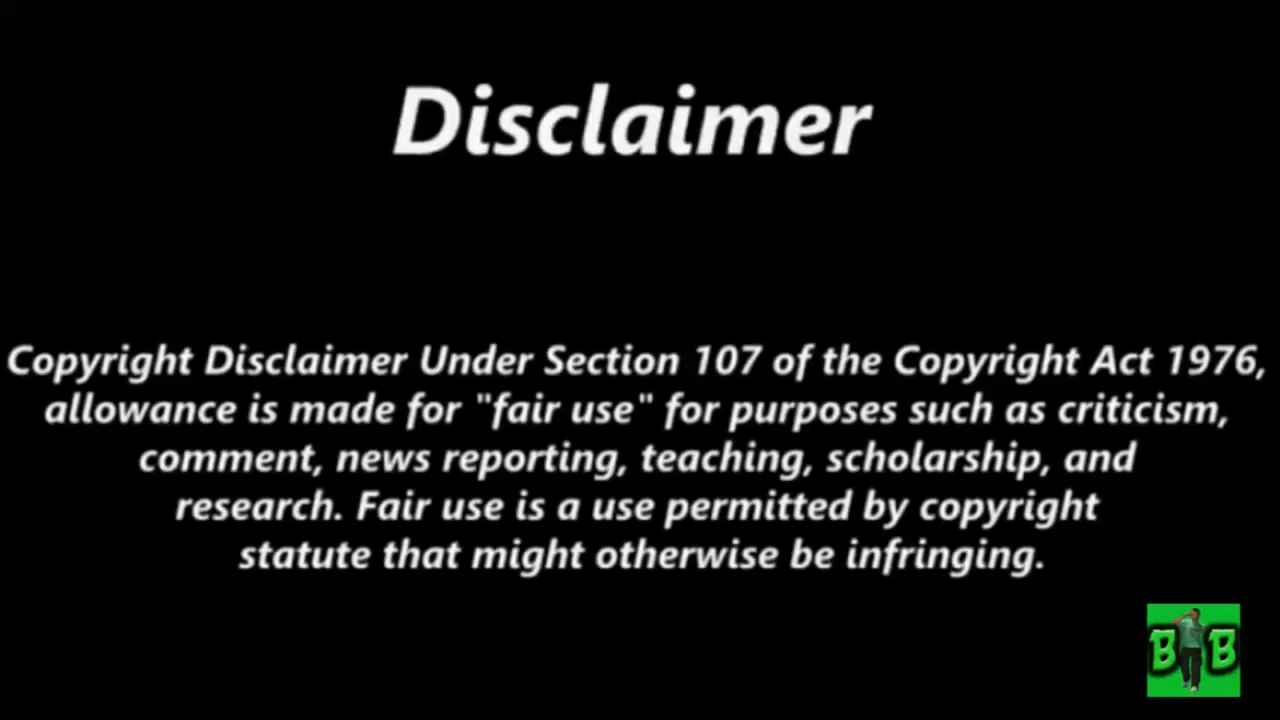 Disclaimer
Copyright Disclaimer Under Section 107 of the Copyright Act 1976,
allowance is made for "fair use" for purposes such as criticism,
comment, news reporting, teaching, scholarship, and
research. Fair use is a use permitted by copyright
statute that might otherwise be infringing.
B B